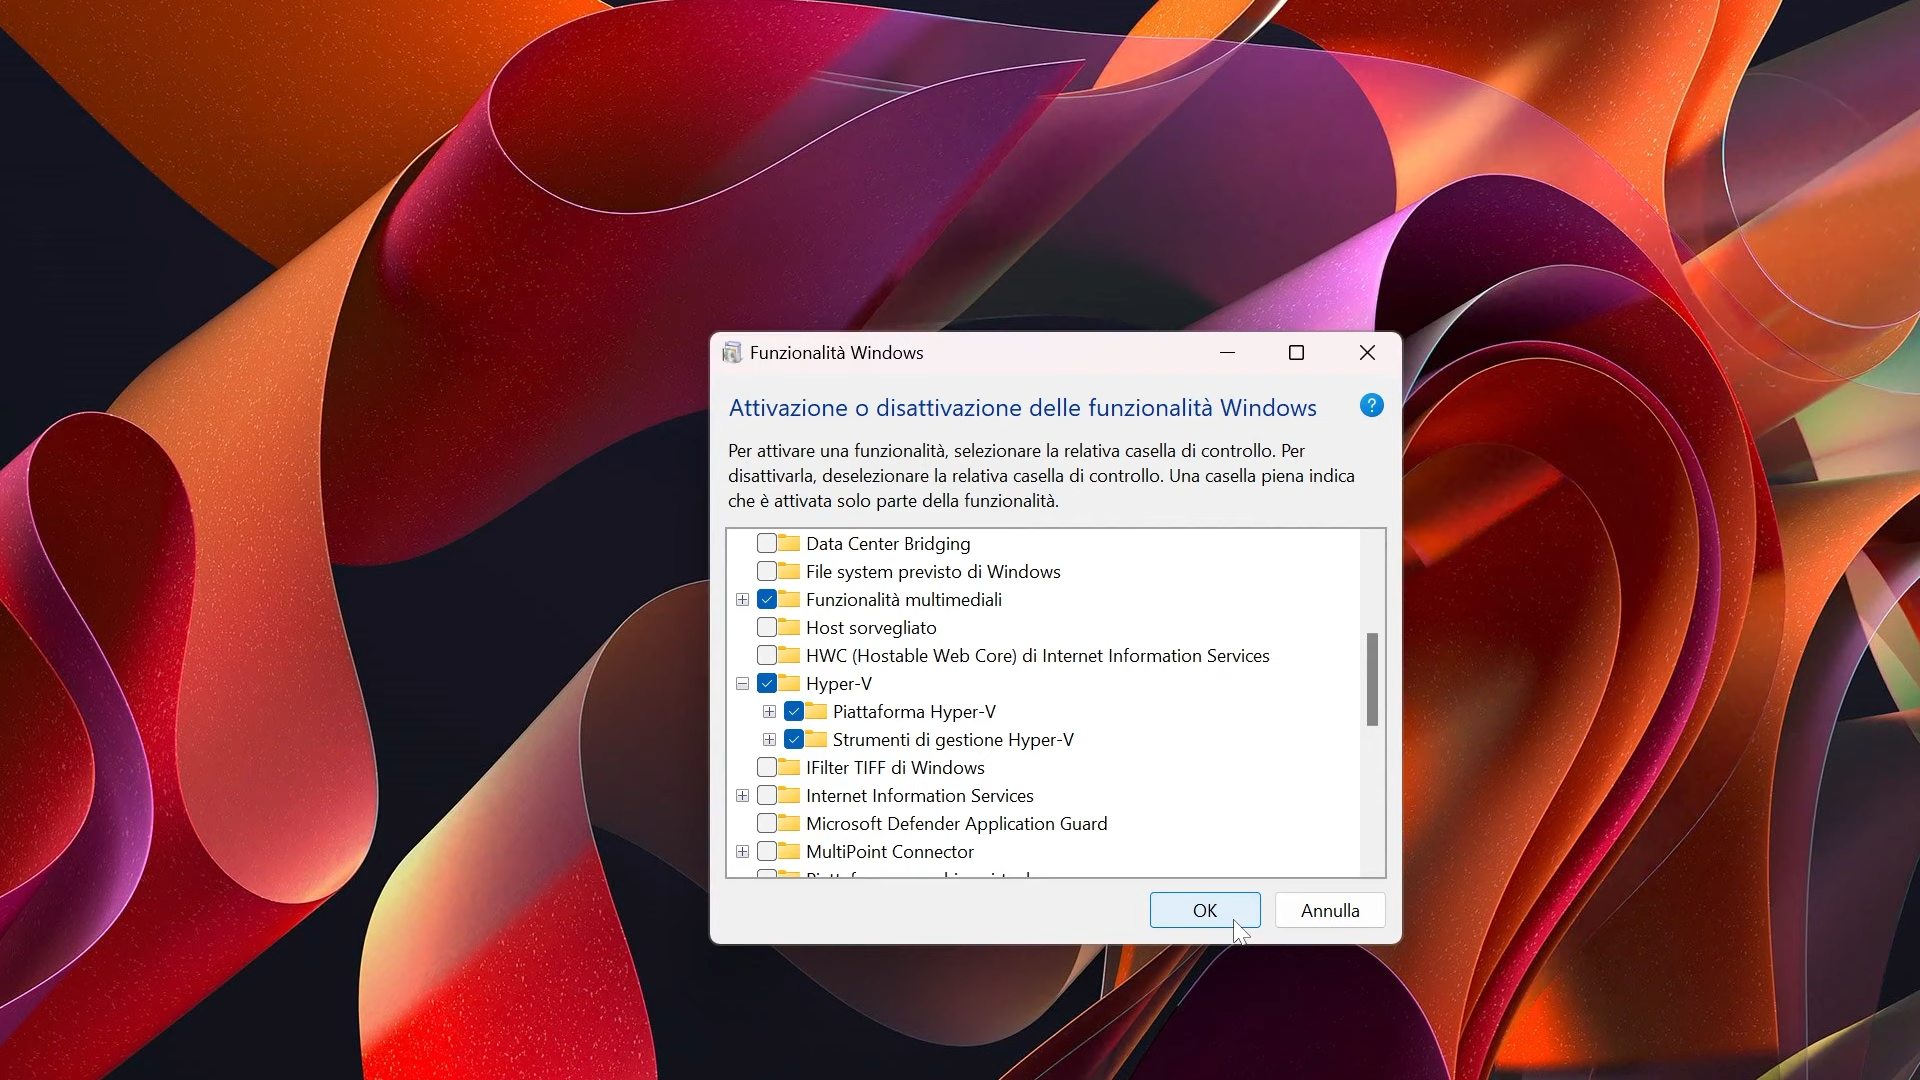 Funzionalità Windows
Attivazione o disattivazione delle funzionalità Windows
?
Per attivare una funzionalità, selezionare la relativa casella di controllo. Per
disattivarla, deselezionare la relativa casella di controllo. Una casella piena indica
che è attivata solo parte della funzionalità.
Data Center Bridging
File system previsto di Windows
Funzionalità multimediali
Host sorvegliato
HWC (Hostable Web Core) di Internet Information Services
Hyper-V
Piattaforma Hyper-V
Strumenti di gestione Hyper-V
IFilter TIFF di Windows
Internet Information Services
Microsoft Defender Application Guard
MultiPoint Connector
OK
Annulla